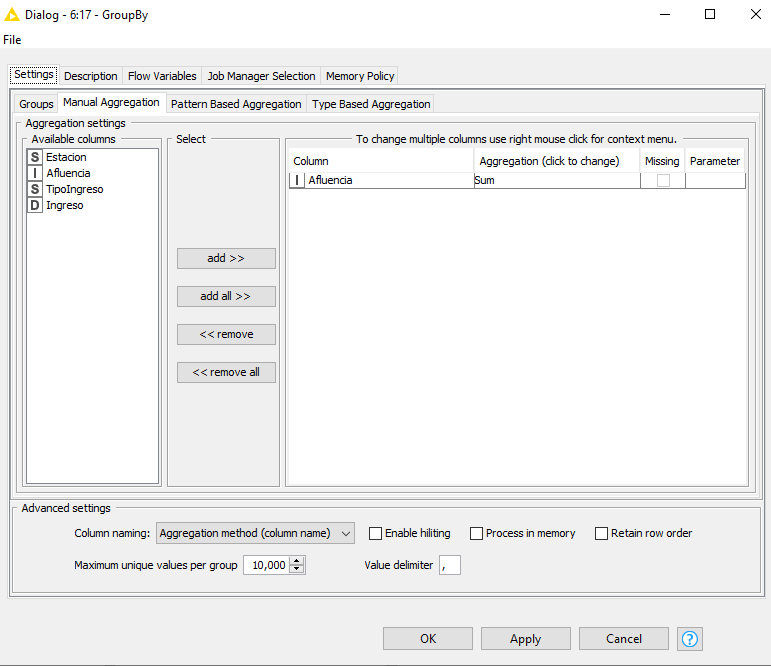 Dialog - 6:17 - GroupBy
File
Settings Description Flow Variables Job Manager Selection Memory Policy
Groups Manual Aggregation Pattern Based Aggregation Type Based Aggregation
Aggregation settings
Available columns
S Estacion
I Afluencia
S TipoIngreso
D Ingreso
Select
add >>
add all >>
<< remove
<< remove all
To change multiple columns use right mouse click for context menu.
Column Aggregation (click to change) Missing Parameter
I Afluencia Sum
Advanced settings
Column naming: Aggregation method (column name) Enable hiliting Process in memory Retain row order
Maximum unique values per group 10,000 Value delimiter ,
OK Apply Cancel ?